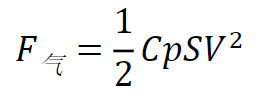 F气 = 1/2 CpSV²